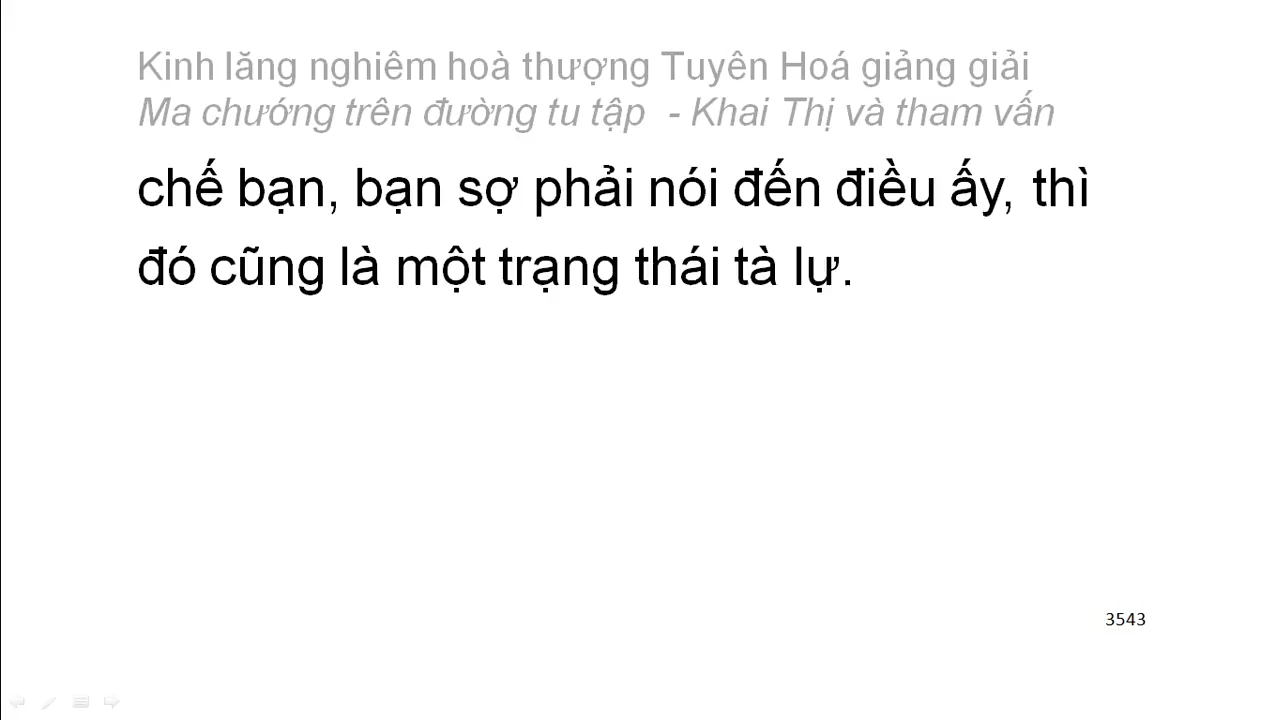 Kinh lăng nghiêm hoà thượng Tuyên Hoá giảng giải
Ma chướng trên đường tu tập - Khai Thị và tham vấn
chế bạn, bạn sợ phải nói đến điều ấy, thì
đó cũng là một trạng thái tà lự.
3543